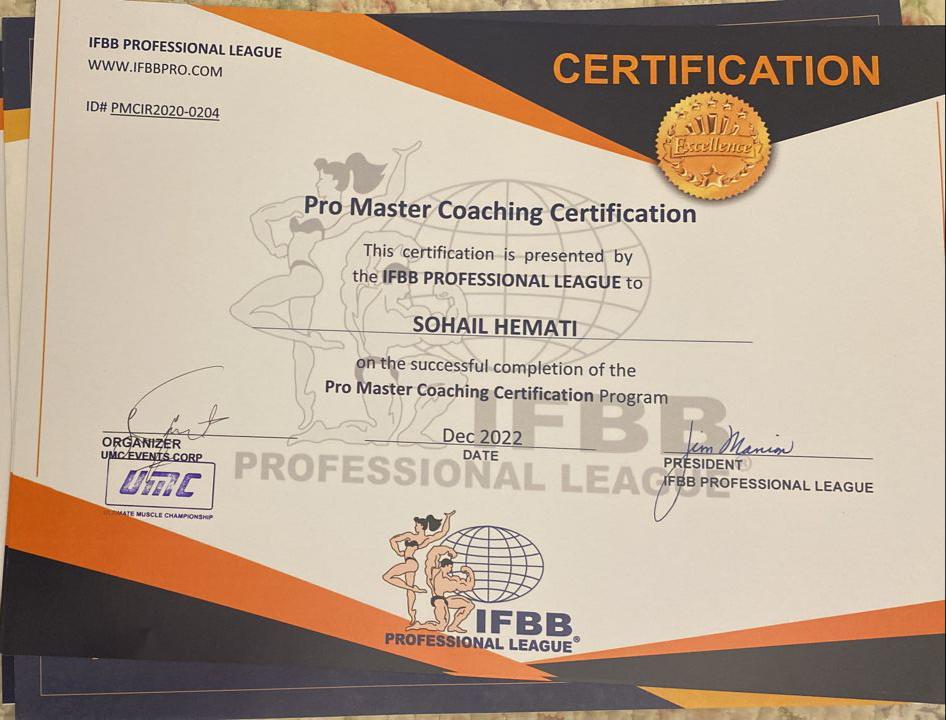 IFBB PROFESSIONAL LEAGUE
WWW.IFBBPRO.COM
ID# PMCIR2020-0204
CERTIFICATION
Excellence
Pro Master Coaching Certification
This certification is presented by
the IFBB PROFESSIONAL LEAGUE to
SOHAIL HEMATI
on the successful completion of the
Pro Master Coaching Certification Program
IFBB
PROFESSIONAL LEAGUE®
ORGANIZER
UMC EVENTS CORP
UMC
ULTIMATE MUSCLE CHAMPIONSHIP
Dec 2022
DATE
Jim Manion
PRESIDENT
IFBB PROFESSIONAL LEAGUE
IFBB
PROFESSIONAL LEAGUE®